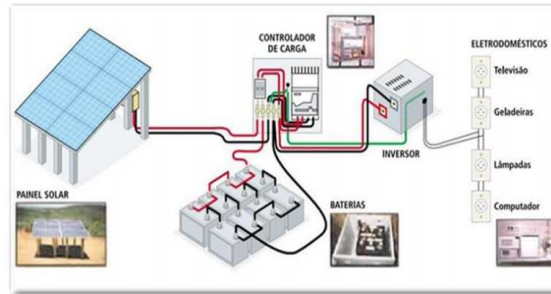 CONTROLADOR
DE CARGA
ELETRODOMÉSTICOS
Televisão
Geladeiras
INVERSOR
Lâmpadas
PAINEL SOLAR
BATERIAS
Computador